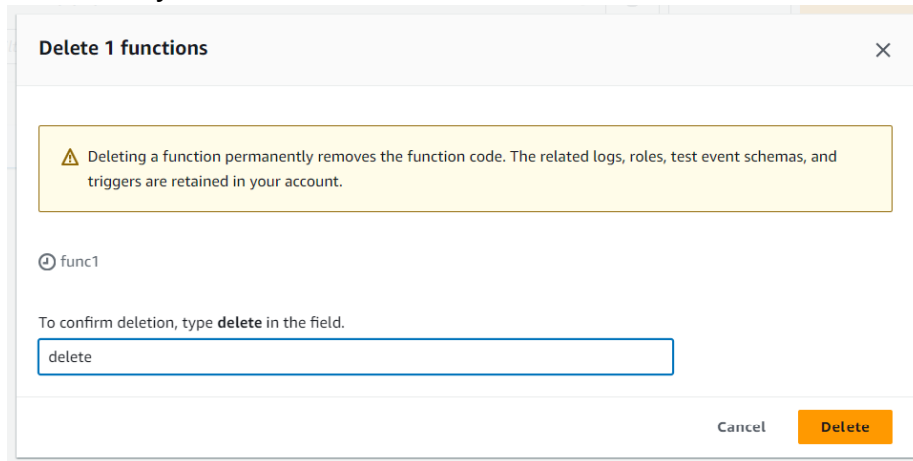 Delete 1 functions
Deleting a function permanently removes the function code. The related logs, roles, test event schemas, and
triggers are retained in your account.
func1
To confirm deletion, type delete in the field.
delete
Cancel Delete